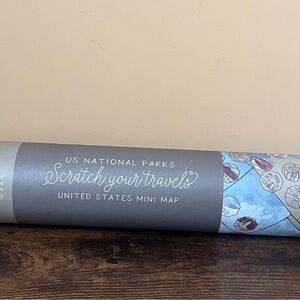 US NATIONAL PARKS
Scratch your travels®
UNITED STATES MINI MAP